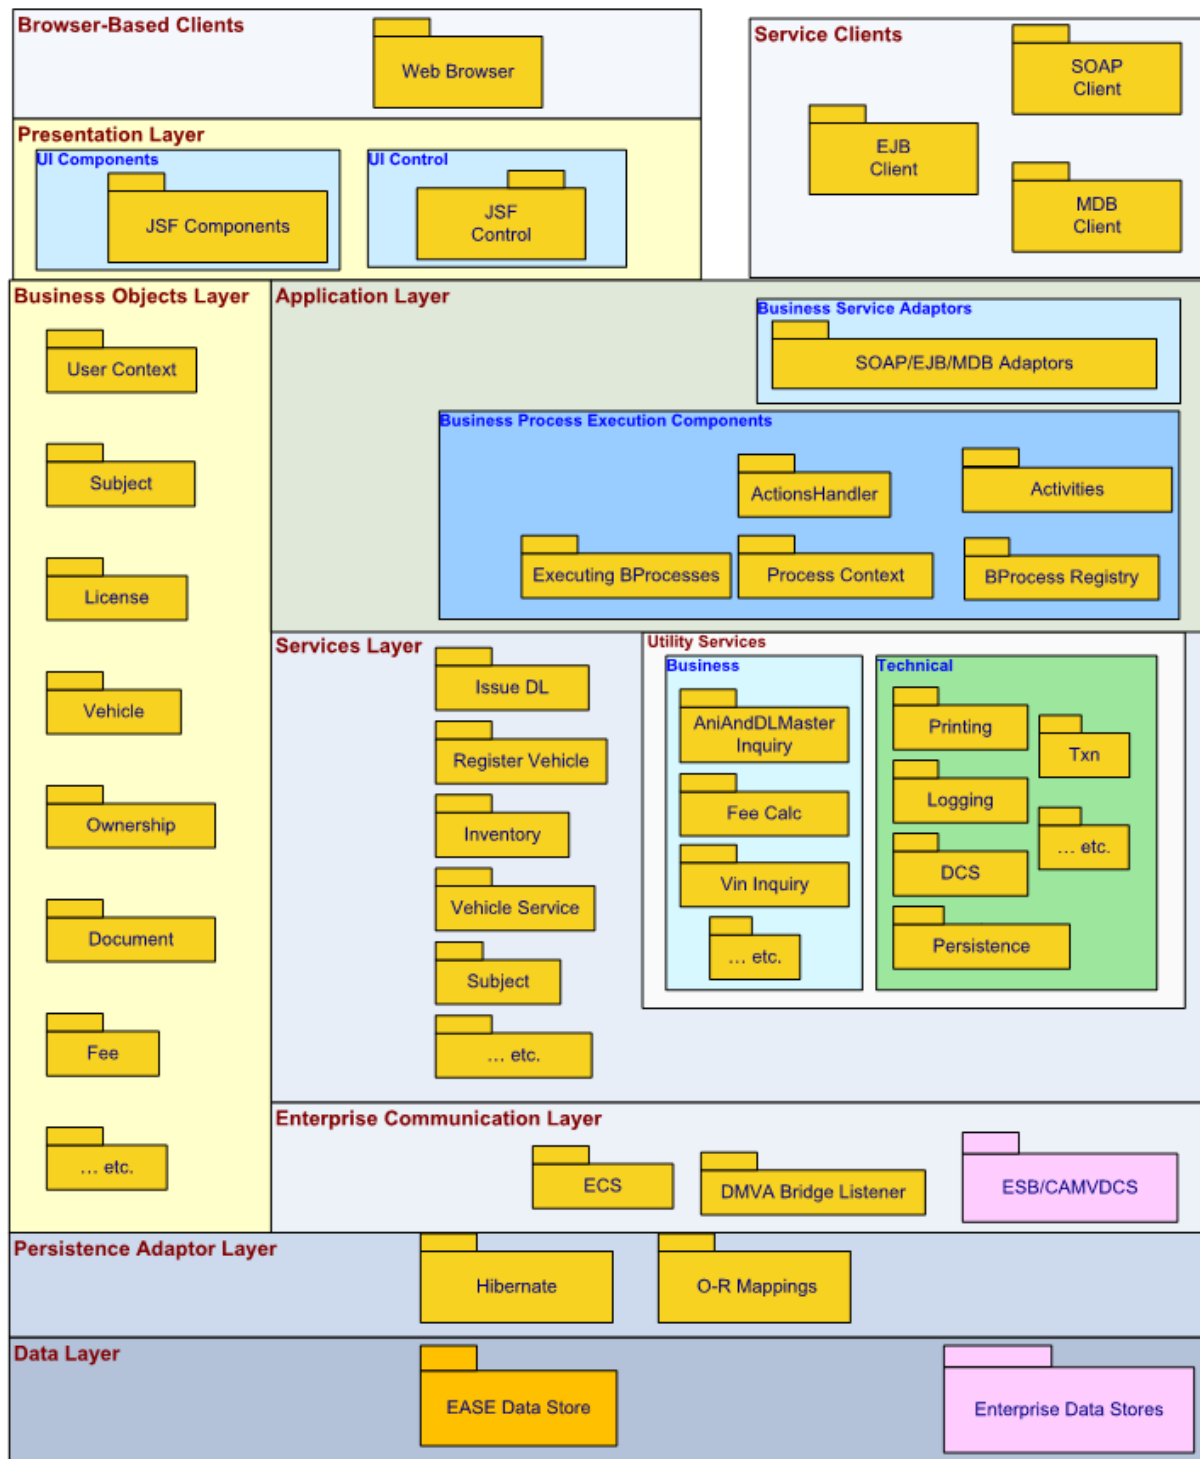 Browser-Based Clients
Web Browser
Service Clients
SOAP
Client
EJB
Client
MDB
Client
Presentation Layer
UI Components
JSF Components
UI Control
JSF
Control
Business Objects Layer
User Context
Subject
License
Vehicle
Ownership
Document
Fee
... etc.
Application Layer
Business Service Adaptors
SOAP/EJB/MDB Adaptors
Business Process Execution Components
ActionsHandler
Activities
Executing BProcesses
Process Context
BProcess Registry
Services Layer
Issue DL
Register Vehicle
Inventory
Vehicle Service
Subject
... etc.
Utility Services
Business
AniAndDLMaster
Inquiry
Fee Calc
Vin Inquiry
... etc.
Technical
Printing
Txn
Logging
... etc.
DCS
Persistence
Enterprise Communication Layer
ECS
DMVA Bridge Listener
ESB/CAMVDCS
Persistence Adaptor Layer
Hibernate
O-R Mappings
Data Layer
EASE Data Store
Enterprise Data Stores